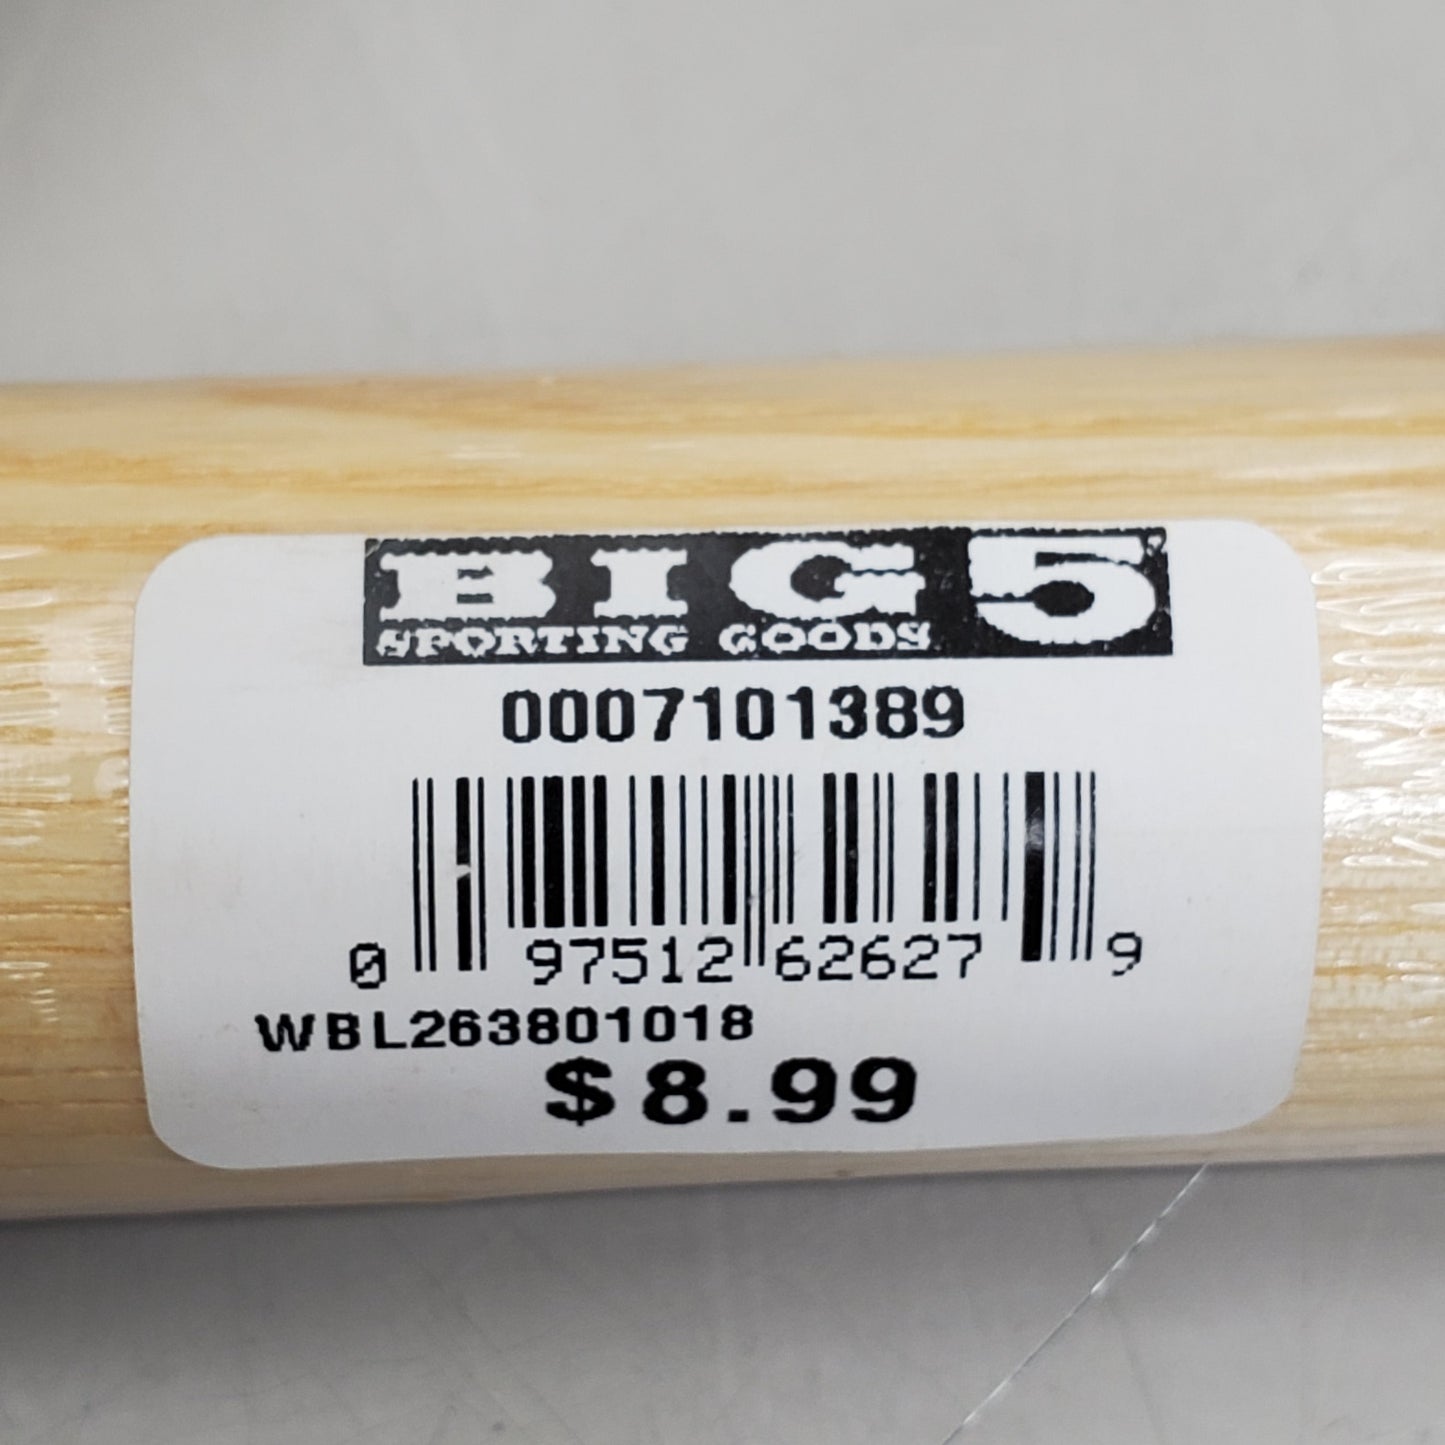 BIG 5
SPORTING GOODS
0007101389
0 97512 62627 9
WBL263801018
$8.99